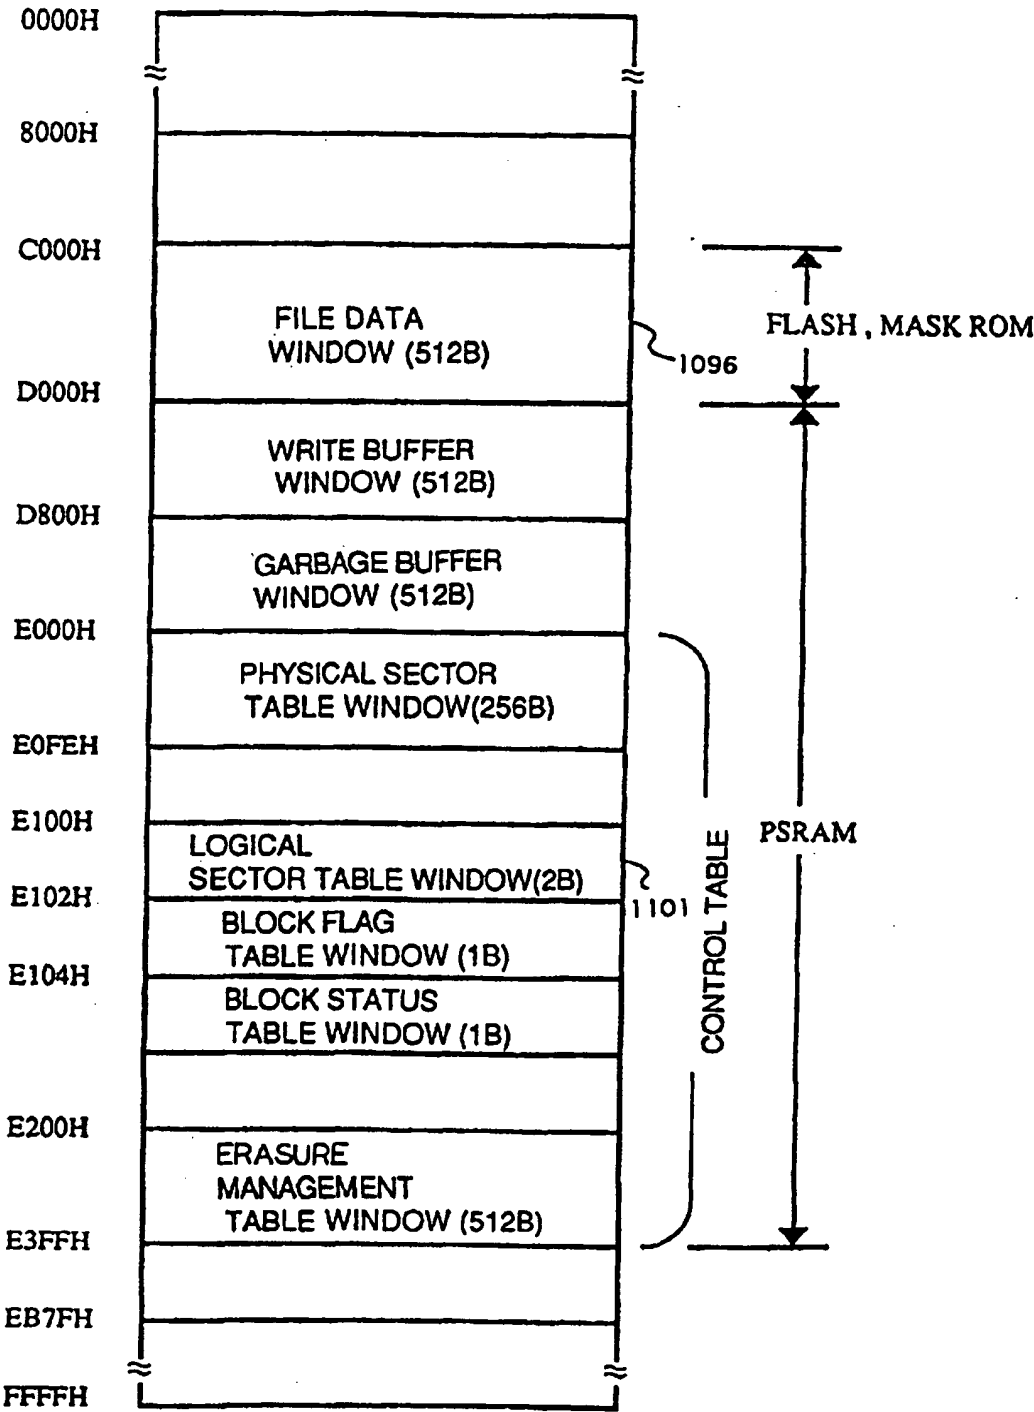 0000H
8000H
C000H
FILE DATA
WINDOW (512B)
1096
FLASH, MASK ROM
D000H
WRITE BUFFER
WINDOW (512B)
D800H
GARBAGE BUFFER
WINDOW (512B)
E000H
PHYSICAL SECTOR
TABLE WINDOW(256B)
E0FEH
E100H
LOGICAL
SECTOR TABLE WINDOW(2B)
1101
PSRAM
CONTROL TABLE
E102H
BLOCK FLAG
TABLE WINDOW (1B)
E104H
BLOCK STATUS
TABLE WINDOW (1B)
E200H
ERASURE
MANAGEMENT
TABLE WINDOW (512B)
E3FFH
EB7FH
FFFFH